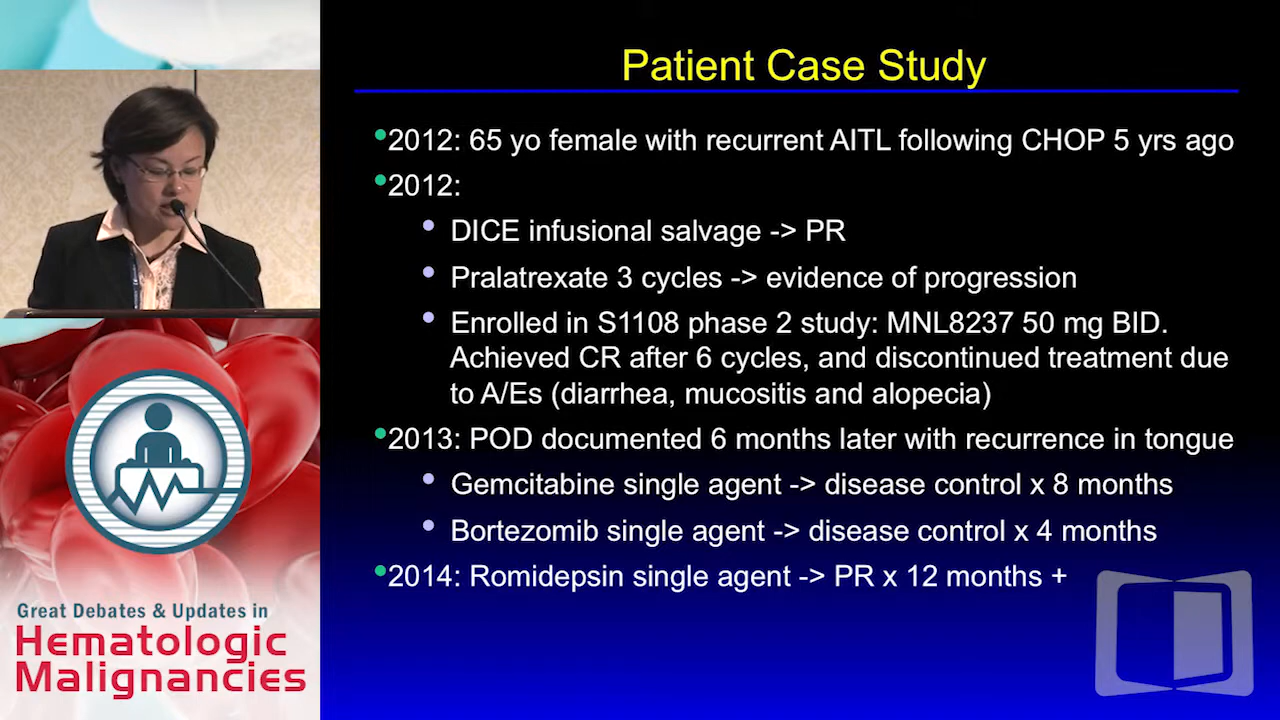 Patient Case Study
•2012: 65 yo female with recurrent AITL following CHOP 5 yrs ago
•2012:
• DICE infusional salvage -> PR
• Pralatrexate 3 cycles -> evidence of progression
• Enrolled in S1108 phase 2 study: MNL8237 50 mg BID.
Achieved CR after 6 cycles, and discontinued treatment due
to A/Es (diarrhea, mucositis and alopecia)
•2013: POD documented 6 months later with recurrence in tongue
• Gemcitabine single agent -> disease control x 8 months
• Bortezomib single agent -> disease control x 4 months
•2014: Romidepsin single agent -> PR x 12 months +
Great Debates & Updates in
Hematologic
Malignancies